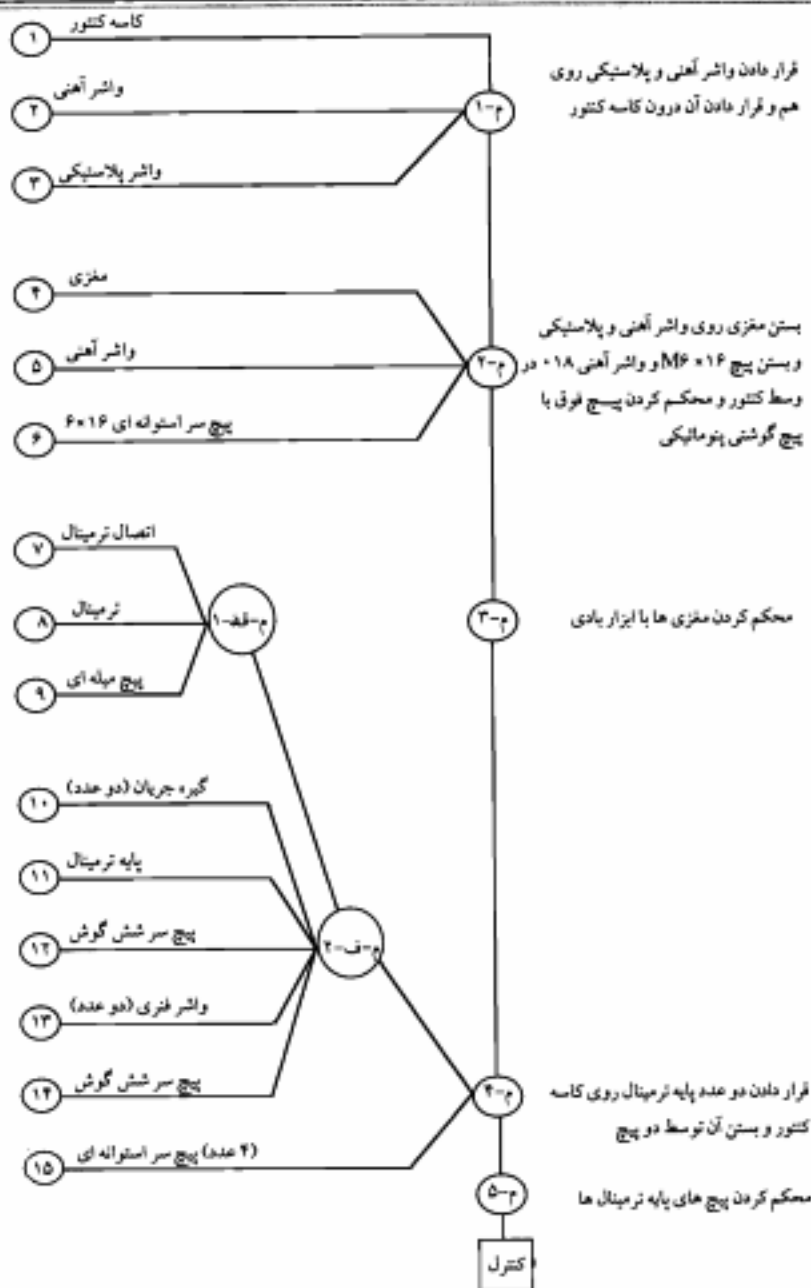 کاسه کنتور
۱
واشر آهنی
۲
واشر پلاستیکی
۳
م-۱
قرار دادن واشر آهنی و پلاستیکی روی
هم و قرار دادن آن درون کاسه کنتور
مغزی
۴
واشر آهنی
۵
پیچ سر استوانه ای ۱۶*۶
۶
م-۲
بستن مغزی روی واشر آهنی و پلاستیکی
و بستن پیچ ۱۶*M۶ و واشر آهنی ۰۱۸ در
وسط کنتور و محکم کردن پیچ فوق با
پیچ گوشتی پنوماتیکی
اتصال ترمینال
۷
ترمینال
۸
پیچ میله ای
۹
م-قف-۱
م-۳
محکم کردن مغزی ها با ابزار بادی
گیره جریان (دو عدد)
۱۰
پایه ترمینال
۱۱
پیچ سر شش گوش
۱۲
واشر فنری (دو عدد)
۱۳
پیچ سر شش گوش
۱۴
م-ف-۲
(۴ عدد) پیچ سر استوانه ای
۱۵
م-۴
قرار دادن دو عدد پایه ترمینال روی کاسه
کنتور و بستن آن توسط دو پیچ
م-۵
محکم کردن پیچ های پایه ترمینال ها
کنترل